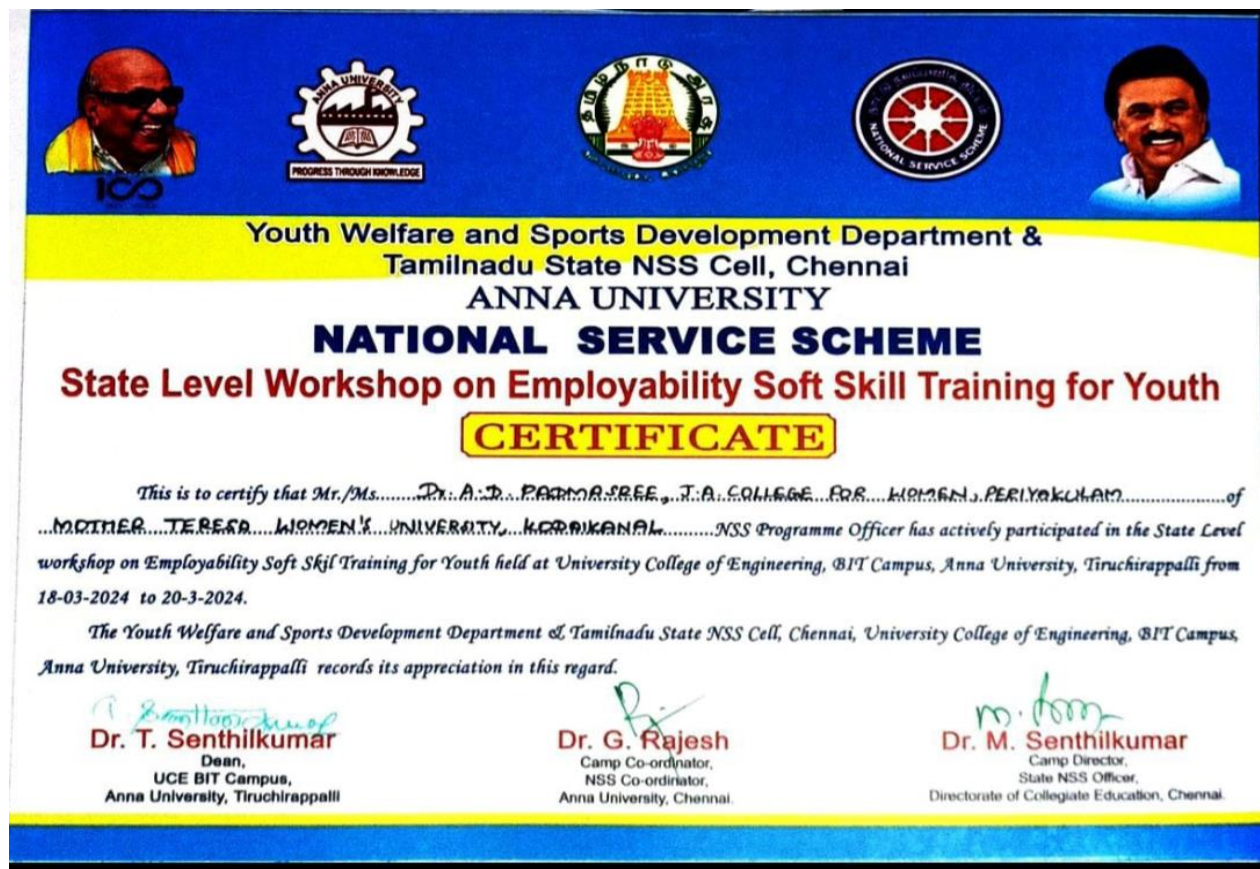 ANNA UNIVERSITY
PROGRESS THROUGH KNOWLEDGE
தமிழ்நாடு அரசு
NATIONAL SERVICE SCHEME
100
Youth Welfare and Sports Development Department &
Tamilnadu State NSS Cell, Chennai
ANNA UNIVERSITY
NATIONAL SERVICE SCHEME
State Level Workshop on Employability Soft Skill Training for Youth
CERTIFICATE
This is to certify that Mr./Ms........Dr. A.D. PADMASREE, J.A. COLLEGE FOR WOMEN, PERIYAKULAM................of
...MOTHER TERESA WOMEN'S UNIVERSITY, KODAIKANAL........NSS Programme Officer has actively participated in the State Level
workshop on Employability Soft Skil Training for Youth held at University College of Engineering, BIT Campus, Anna University, Tiruchirappalli from
18-03-2024 to 20-3-2024.
The Youth Welfare and Sports Development Department & Tamilnadu State NSS Cell, Chennai, University College of Engineering, BIT Campus,
Anna University, Tiruchirappalli records its appreciation in this regard.
Dr. T. Senthilkumar
Dean,
UCE BIT Campus,
Anna University, Tiruchirappalli
Dr. G. Rajesh
Camp Co-ordinator,
NSS Co-ordinator,
Anna University, Chennai.
Dr. M. Senthilkumar
Camp Director,
State NSS Officer,
Directorate of Collegiate Education, Chennai.